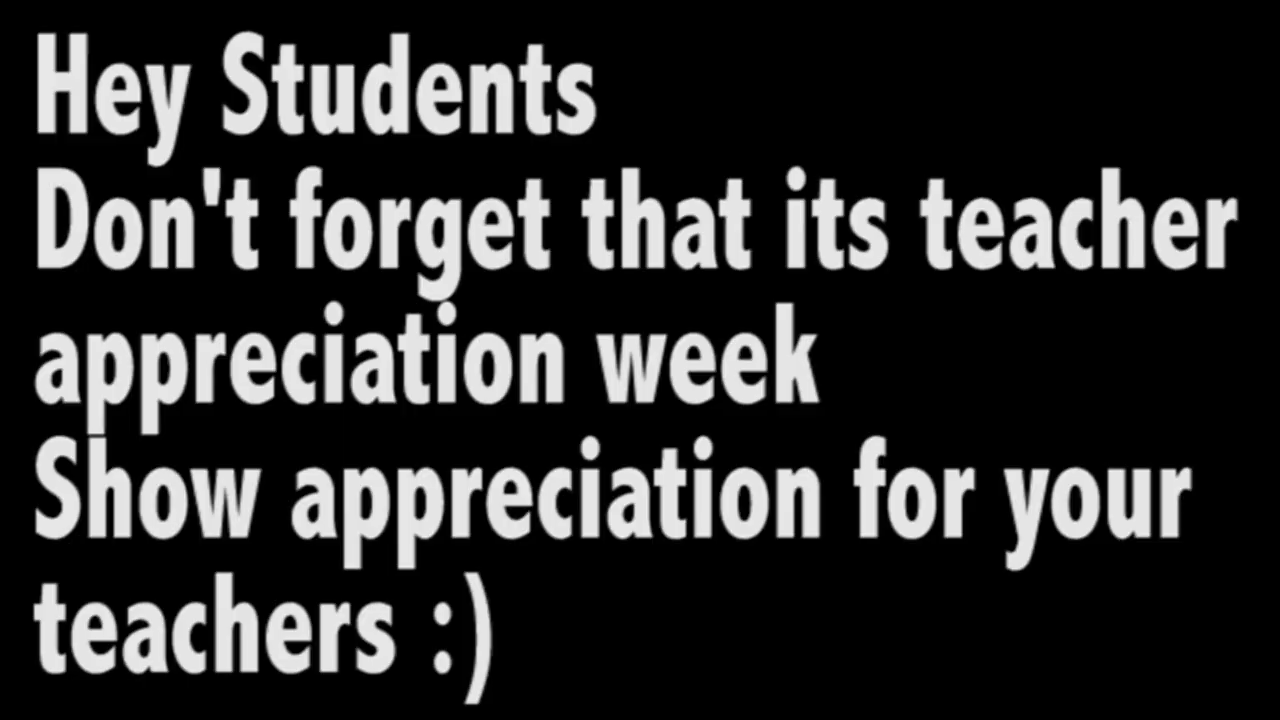 Hey Students
Don't forget that its teacher
appreciation week
Show appreciation for your
teachers :)